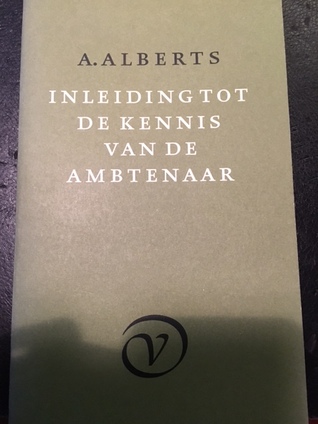 A. ALBERTS
INLEIDING TOT
DE KENNIS
VAN DE
AMBTENAAR
V